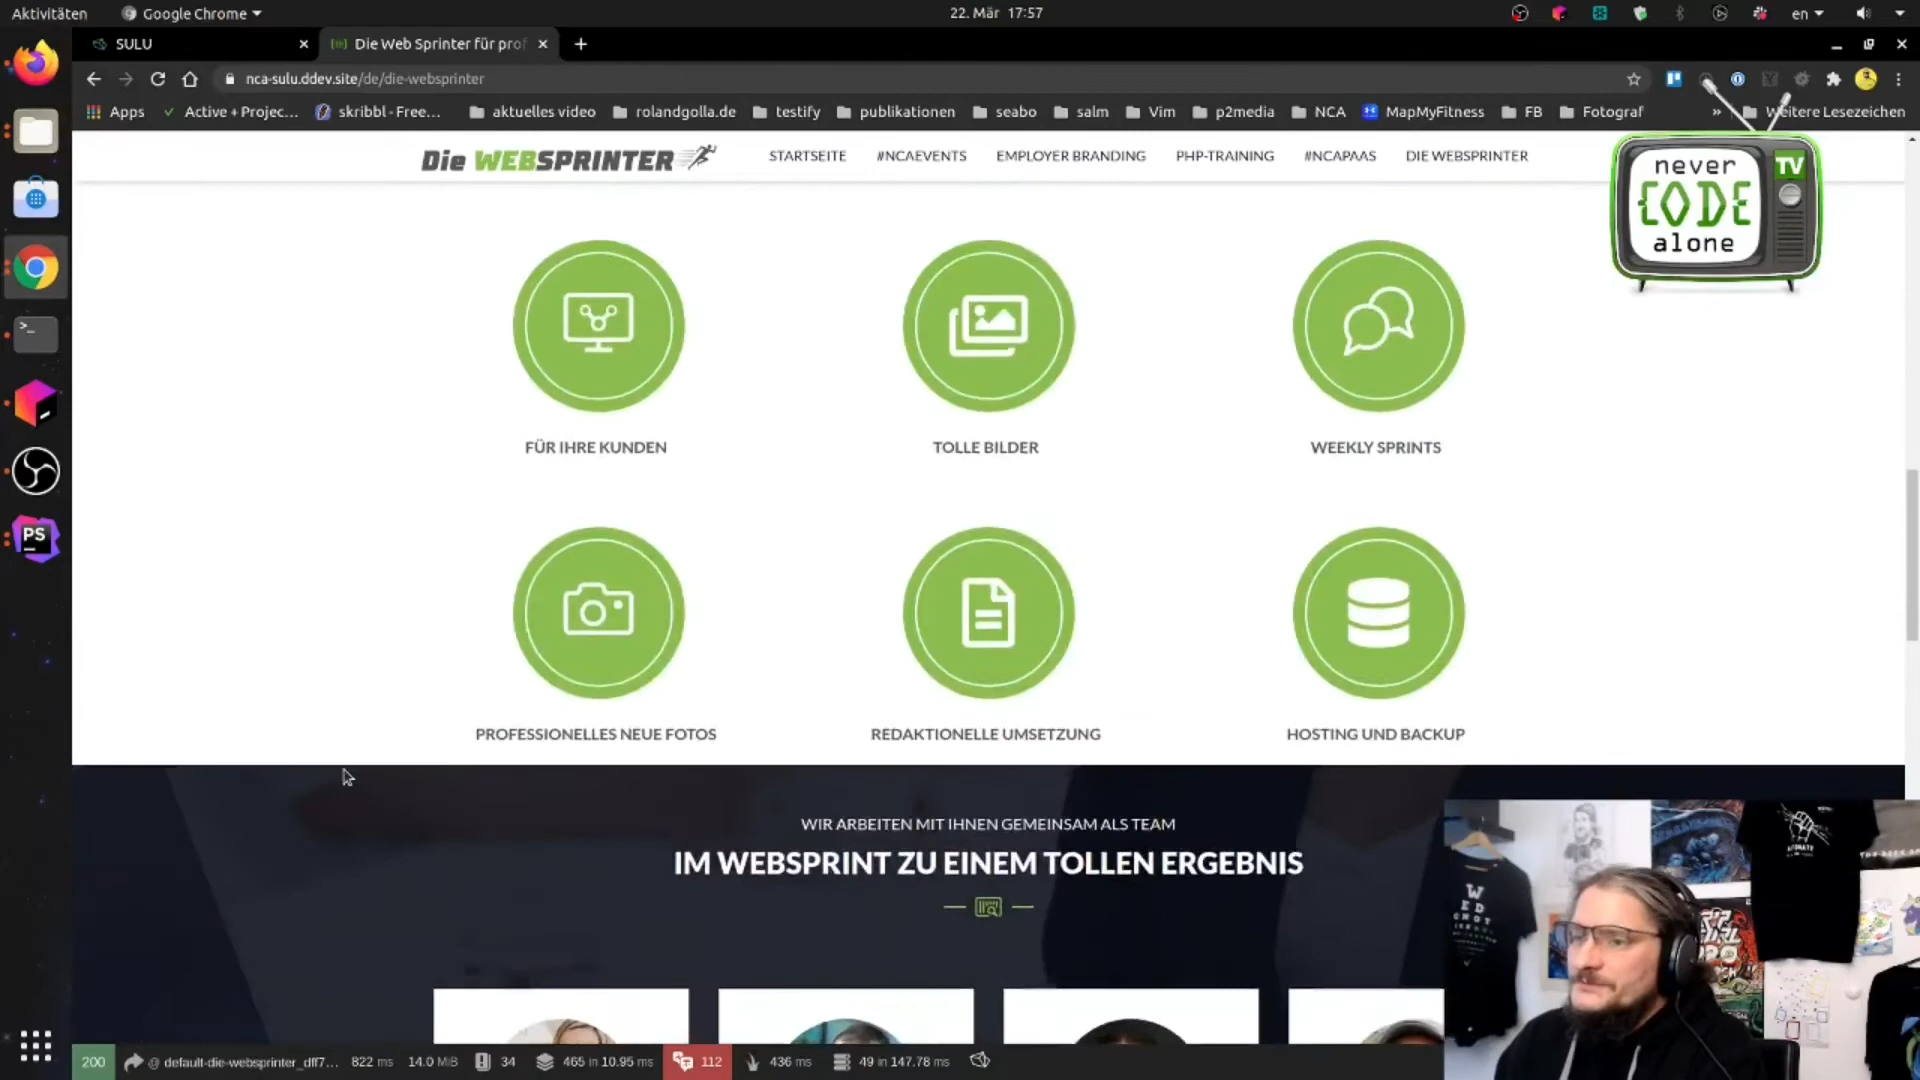 Aktivitäten
Google Chrome
22. Mär 17:57
en
SULU
Die Web Sprinter für prof
nca-sulu.ddev.site/de/die-websprinter
Apps
Active + Projec...
skribbl - Free...
aktuelles video
rolandgolla.de
testify
publikationen
seabo
salm
Vim
p2media
NCA
MapMyFitness
FB
Fotograf
»
Weitere Lesezeichen
Die WEBSPRINTER
STARTSEITE
#NCAEVENTS
EMPLOYER BRANDING
PHP-TRAINING
#NCAPAAS
DIE WEBSPRINTER
never
TV
{CODE
alone
FÜR IHRE KUNDEN
TOLLE BILDER
WEEKLY SPRINTS
PS
PROFESSIONELLES NEUE FOTOS
REDAKTIONELLE UMSETZUNG
HOSTING UND BACKUP
WIR ARBEITEN MIT IHNEN GEMEINSAM ALS TEAM
IM WEBSPRINT ZU EINEM TOLLEN ERGEBNIS
200
@ default-die-websprinter_dff7...
822 ms
14.0 MiB
34
465 in 10.95 ms
112
436 ms
49 in 147.78 ms